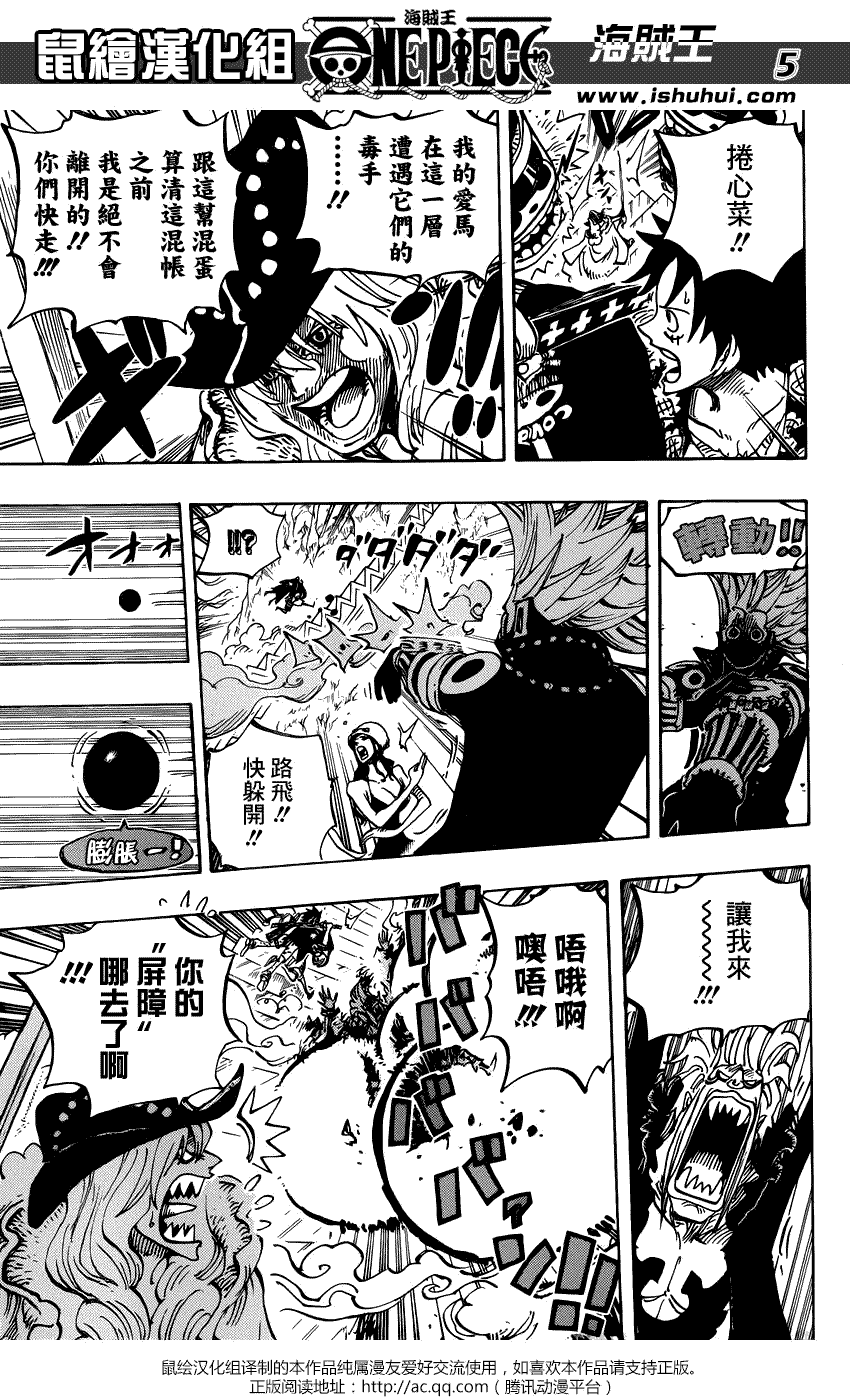 鼠繪漢化組
海賊王
ONE PIECE
海賊王
5
www.ishuhui.com
捲心菜!!
我的愛馬
在這一層
遭遇它們的
毒手
……!!
跟這幫混蛋
算清這混帳
之前
我是絕不會
離開的!!
你們快走!!!
轉動!!
!!?
ダダダダ
路飛!!
快躲開!!
オオオ
膨脹一!
讓我來
~~~!!!
唔哦啊
噢唔!!!
ババババァン!!
你的
"屏障"
哪去了啊
!!!
鼠绘汉化组译制的本作品纯属漫友爱好交流使用，如喜欢本作品请支持正版。
正版阅读地址：http://ac.qq.com（腾讯动漫平台）